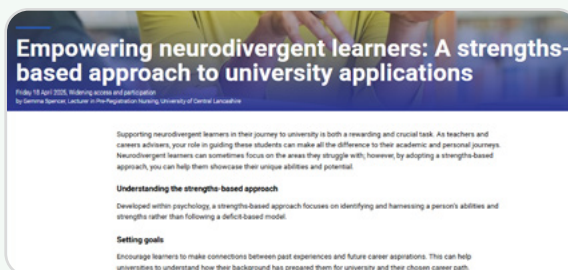 Empowering neurodivergent learners: A strengths-
based approach to university applications
Friday 18 April 2025, Widening access and participation
by Gemma Spencer, Lecturer in Pre-Registration Nursing, University of Central Lancashire
Supporting neurodivergent learners in their journey to university is both a rewarding and crucial task. As teachers and
careers advisers, your role in guiding these students can make all the difference to their academic and personal journeys.
Neurodivergent learners can sometimes focus on the areas they struggle with; however, by adopting a strengths-based
approach, you can help them showcase their unique abilities and potential.
Understanding the strengths-based approach
Developed within psychology, a strengths-based approach focuses on identifying and harnessing a person's abilities and
strengths rather than following a deficit-based model.
Setting goals
Encourage learners to make connections between past experiences and future career aspirations. This can help
universities to understand how their background has prepared them for university and their chosen career path.